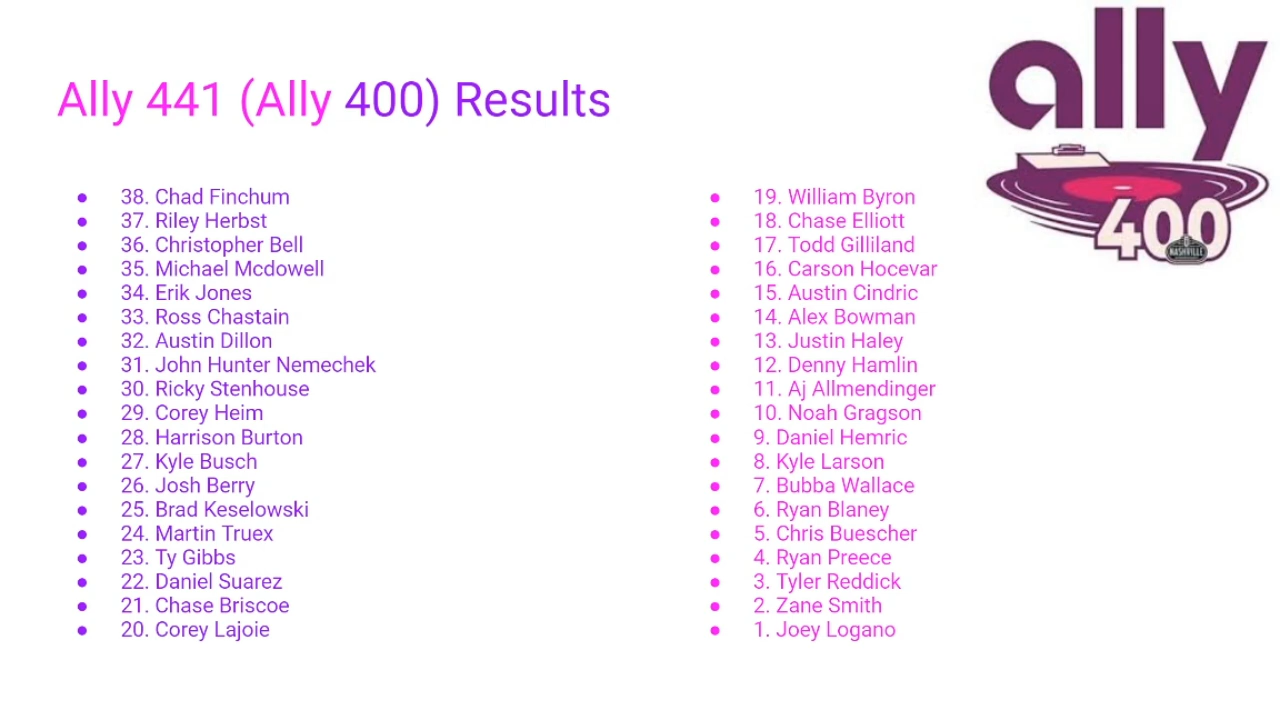 ally
Ally 441 (Ally 400) Results
400
NASHVILLE
38. Chad Finchum
37. Riley Herbst
36. Christopher Bell
35. Michael Mcdowell
34. Erik Jones
33. Ross Chastain
32. Austin Dillon
31. John Hunter Nemechek
30. Ricky Stenhouse
29. Corey Heim
28. Harrison Burton
27. Kyle Busch
26. Josh Berry
25. Brad Keselowski
24. Martin Truex
23. Ty Gibbs
22. Daniel Suarez
21. Chase Briscoe
20. Corey Lajoie
19. William Byron
18. Chase Elliott
17. Todd Gilliland
16. Carson Hocevar
15. Austin Cindric
14. Alex Bowman
13. Justin Haley
12. Denny Hamlin
11. Aj Allmendinger
10. Noah Gragson
9. Daniel Hemric
8. Kyle Larson
7. Bubba Wallace
6. Ryan Blaney
5. Chris Buescher
4. Ryan Preece
3. Tyler Reddick
2. Zane Smith
1. Joey Logano